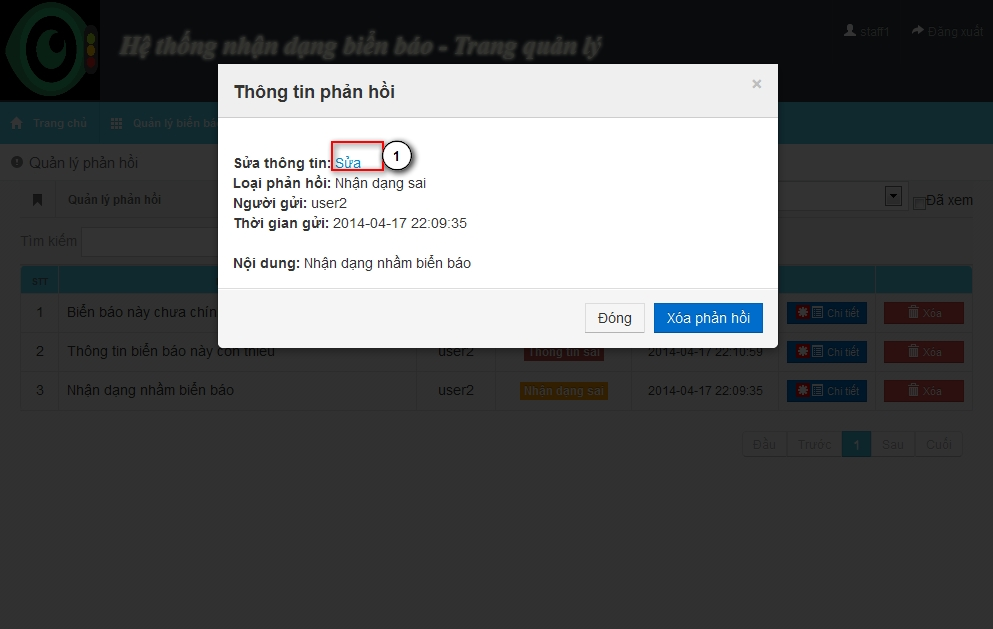 Hệ thống nhận dạng biển báo - Trang quản lý
staff1
Đăng xuất
Trang chủ
Quản lý biển bá
Quản lý phản hồi
Quản lý phản hồi
Đã xem
Tìm kiếm
Thông tin phản hồi
×
Sửa thông tin: Sửa
1
Loại phản hồi: Nhận dạng sai
Người gửi: user2
Thời gian gửi: 2014-04-17 22:09:35
Nội dung: Nhận dạng nhầm biển báo
Đóng
Xóa phản hồi
STT
1 Biển báo này chưa chín Chi tiết Xóa
2 Thông tin biển báo này còn thiếu user2 Thông tin sai 2014-04-17 22:10:59 Chi tiết Xóa
3 Nhận dạng nhầm biển báo user2 Nhận dạng sai 2014-04-17 22:09:35 Chi tiết Xóa
Đầu Trước 1 Sau Cuối